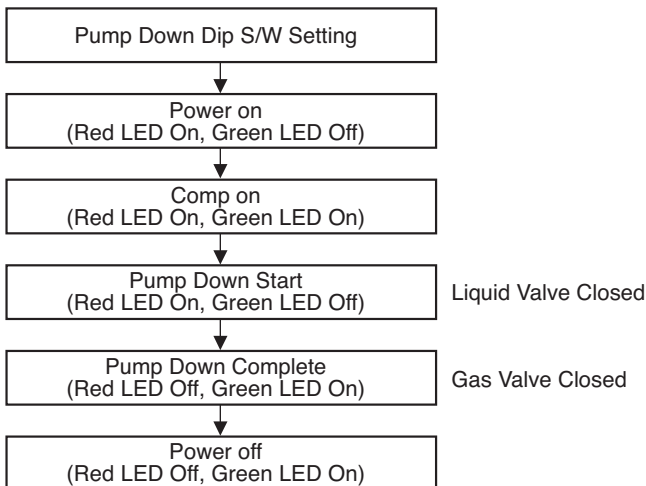 Pump Down Dip S/W Setting
Power on
(Red LED On, Green LED Off)
Comp on
(Red LED On, Green LED On)
Pump Down Start
(Red LED On, Green LED Off)
Liquid Valve Closed
Pump Down Complete
(Red LED Off, Green LED On)
Gas Valve Closed
Power off
(Red LED Off, Green LED On)